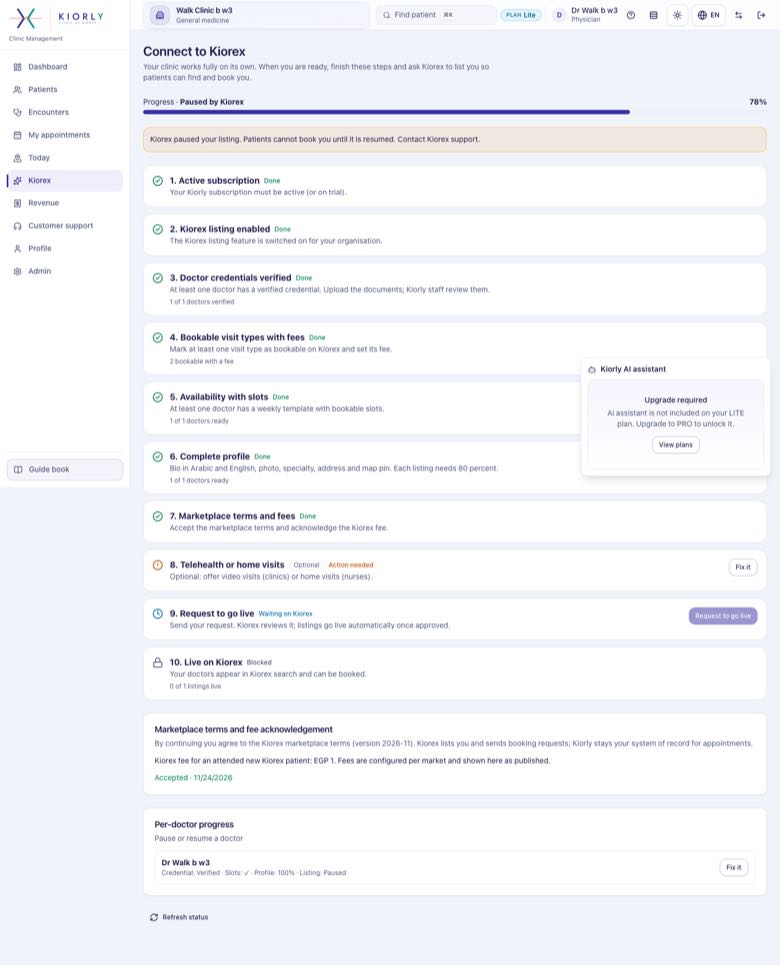 KIORLY
Clinic Management
Walk Clinic b w3
General medicine
Find patient ⌘K
PLAN Lite
D
Dr Walk b w3
Physician
EN
Dashboard
Patients
Encounters
My appointments
Today
Kiorex
Revenue
Customer support
Profile
Admin
Guide book
Connect to Kiorex
Your clinic works fully on its own. When you are ready, finish these steps and ask Kiorex to list you so
patients can find and book you.
Progress · Paused by Kiorex 78%
Kiorex paused your listing. Patients cannot book you until it is resumed. Contact Kiorex support.
1. Active subscription Done
Your Kiorly subscription must be active (or on trial).
2. Kiorex listing enabled Done
The Kiorex listing feature is switched on for your organisation.
3. Doctor credentials verified Done
At least one doctor has a verified credential. Upload the documents; Kiorly staff review them.
1 of 1 doctors verified
4. Bookable visit types with fees Done
Mark at least one visit type as bookable on Kiorex and set its fee.
2 bookable with a fee
5. Availability with slots Done
At least one doctor has a weekly template with bookable slots.
1 of 1 doctors ready
6. Complete profile Done
Bio in Arabic and English, photo, specialty, address and map pin. Each listing needs 80 percent.
1 of 1 doctors ready
Kiorly AI assistant
Upgrade required
AI assistant is not included on your LITE
plan. Upgrade to PRO to unlock it.
View plans
7. Marketplace terms and fees Done
Accept the marketplace terms and acknowledge the Kiorex fee.
8. Telehealth or home visits Optional Action needed
Optional: offer video visits (clinics) or home visits (nurses).
Fix it
9. Request to go live Waiting on Kiorex
Send your request. Kiorex reviews it; listings go live automatically once approved.
Request to go live
10. Live on Kiorex Blocked
Your doctors appear in Kiorex search and can be booked.
0 of 1 listings live
Marketplace terms and fee acknowledgement
By continuing you agree to the Kiorex marketplace terms (version 2026-11). Kiorex lists you and sends booking requests; Kiorly stays your system of record for appointments.
Kiorex fee for an attended new Kiorex patient: EGP 1. Fees are configured per market and shown here as published.
Accepted · 11/24/2026
Per-doctor progress
Pause or resume a doctor
Dr Walk b w3
Credential: Verified · Slots: ✓ · Profile: 100% · Listing: Paused
Fix it
Refresh status